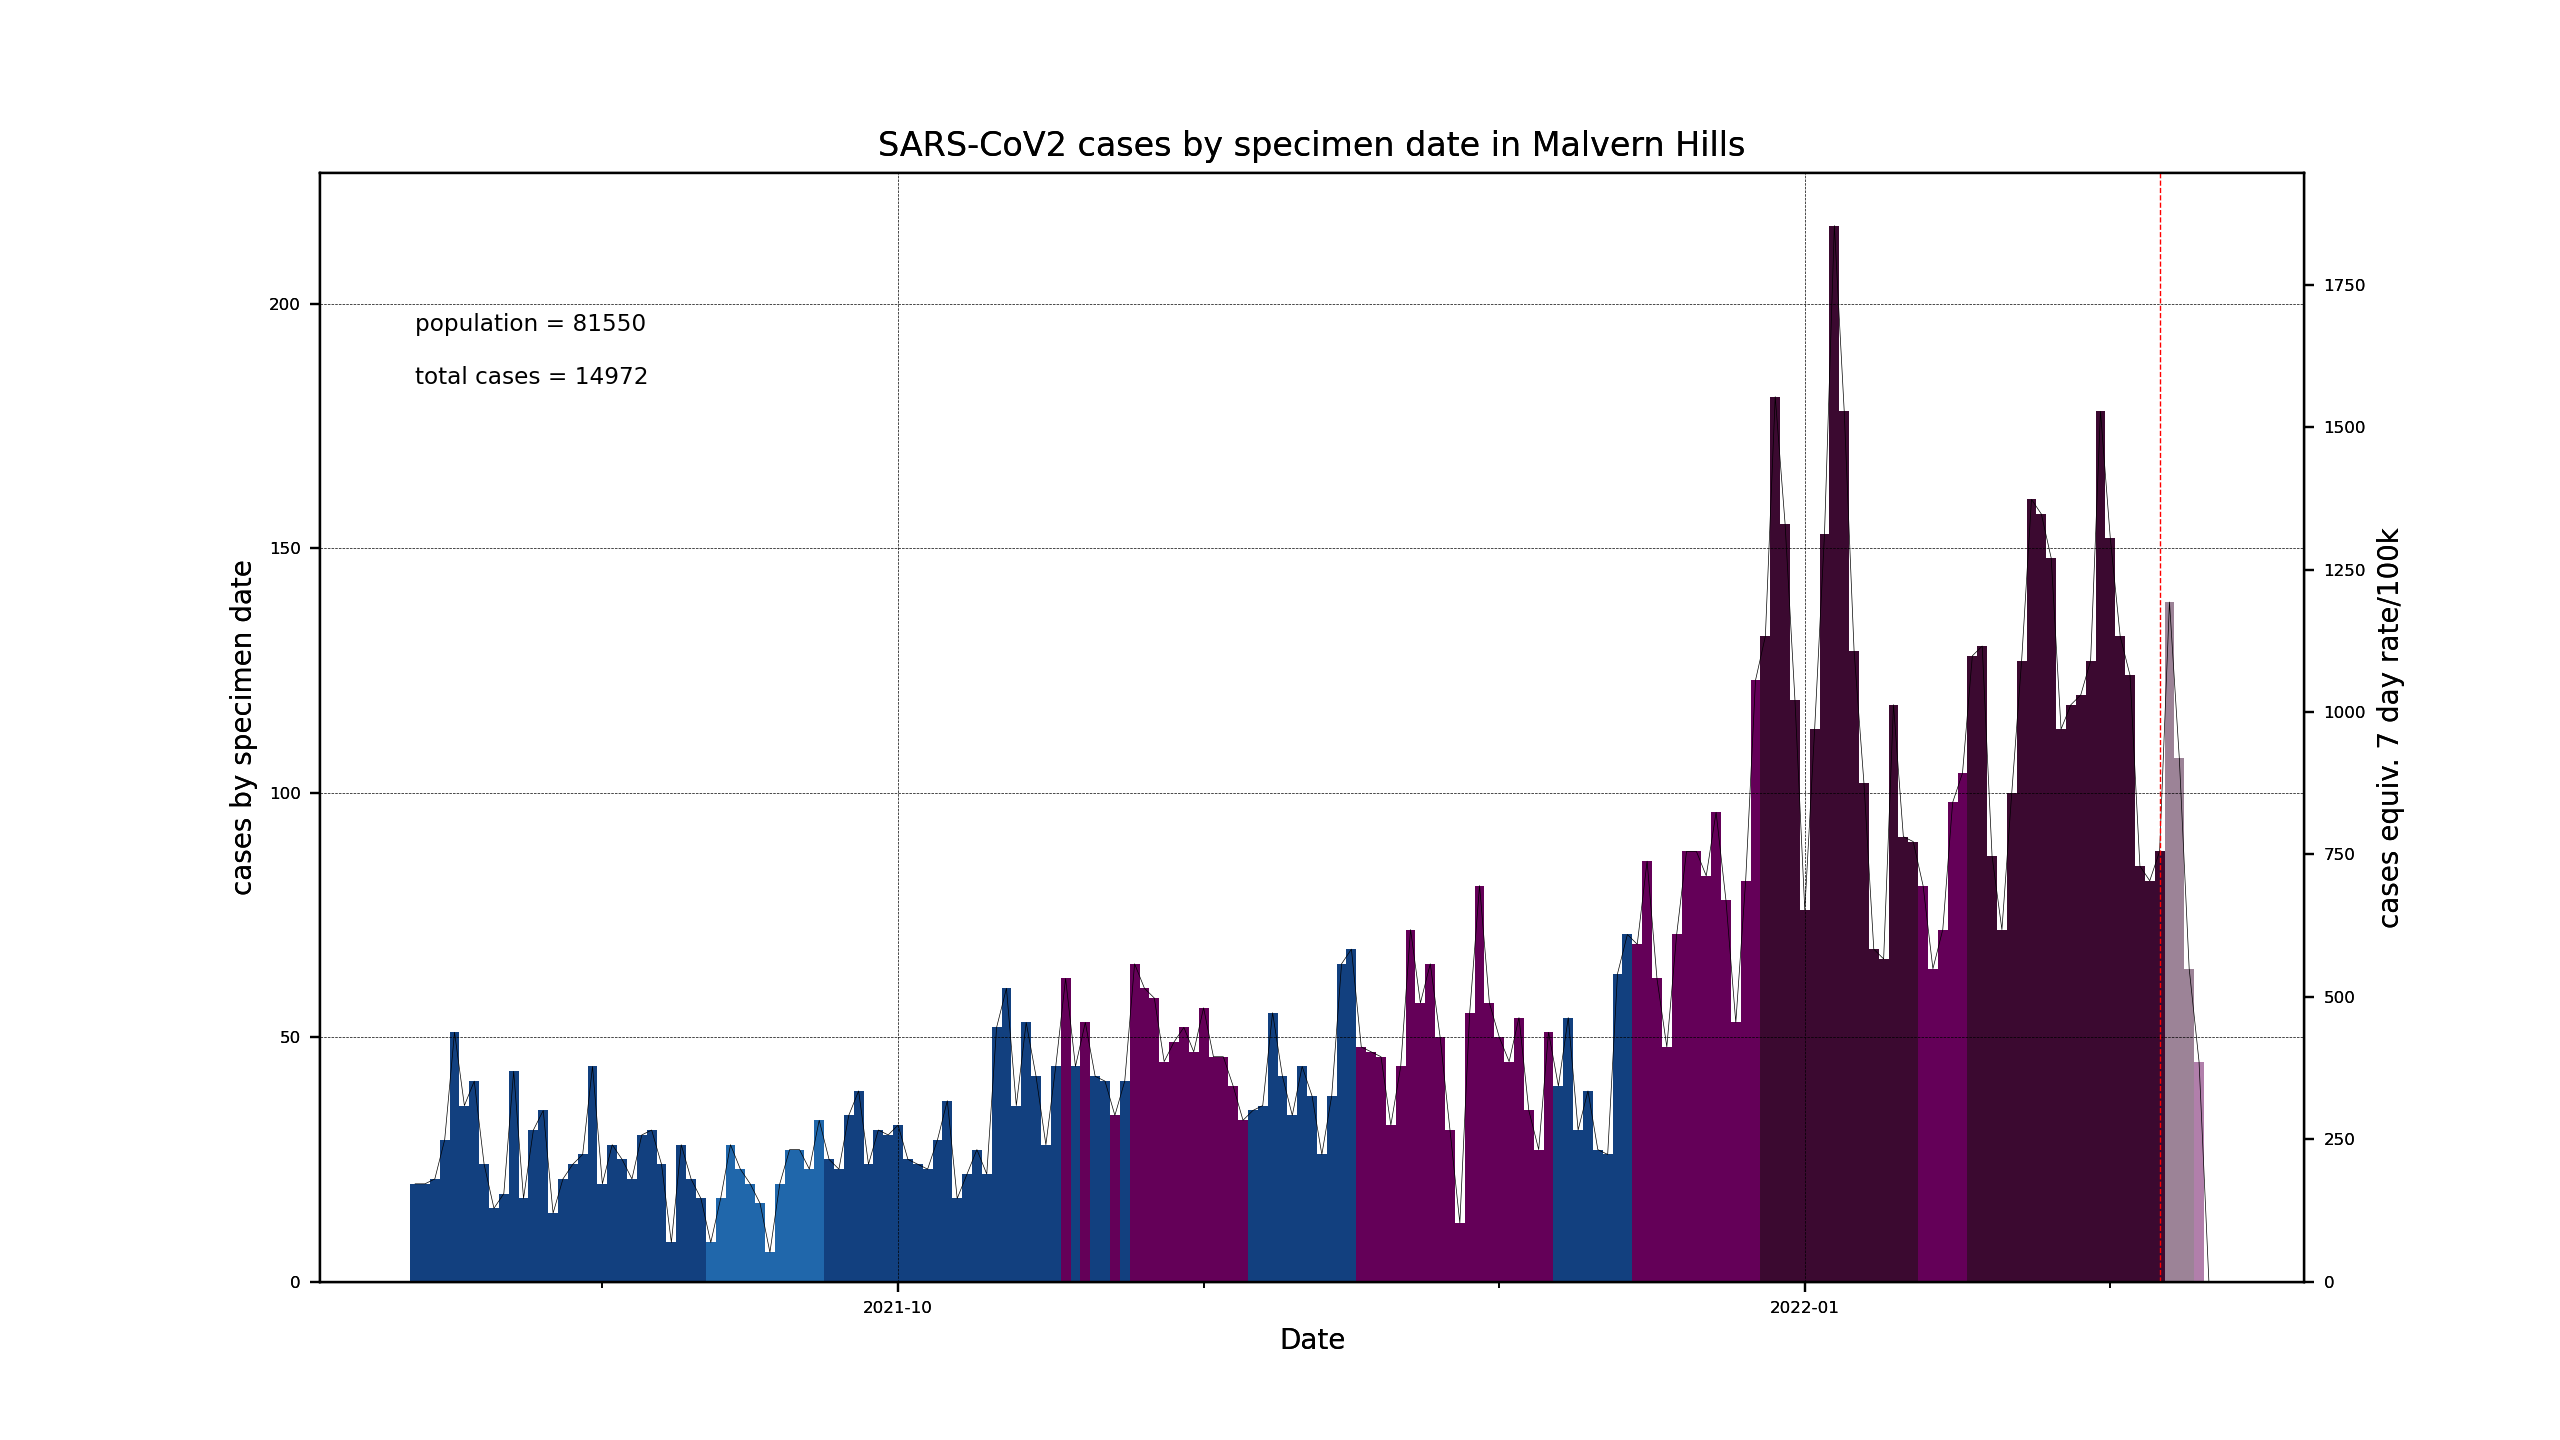 SARS-CoV2 cases by specimen date in Malvern Hills
population = 81550
total cases = 14972
cases by specimen date
200
150
100
50
0
1750
1500
1250
1000
750
500
250
0
cases equiv. 7 day rate/100k
2021-10
2022-01
Date